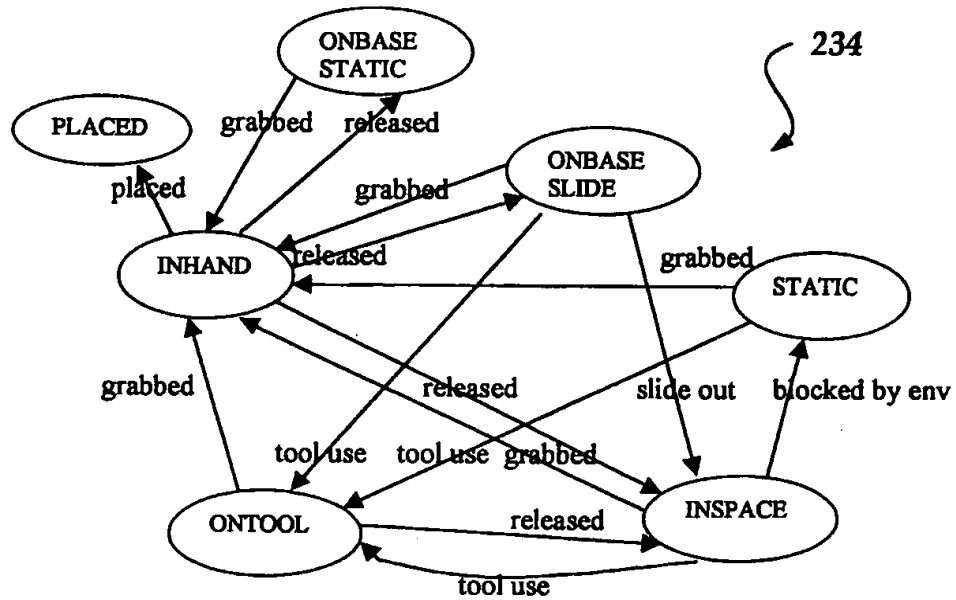 ONBASE
STATIC
234
PLACED
grabbed
released
ONBASE
SLIDE
placed
grabbed
released
INHAND
grabbed
STATIC
grabbed
released
slide out
blocked by env
tool use
tool use
grabbed
ONTOOL
released
INSPACE
tool use